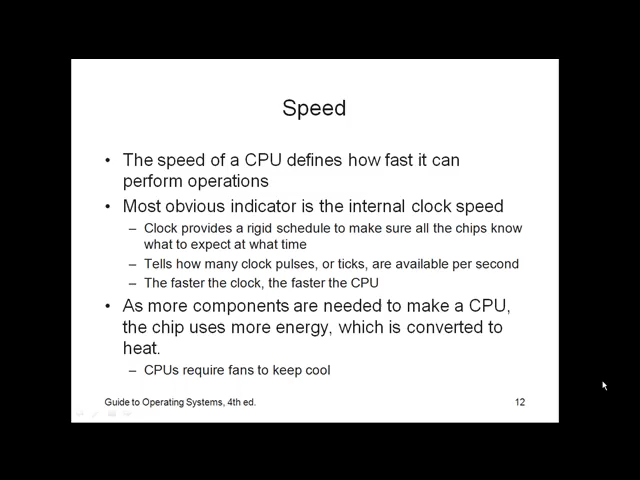 Speed
• The speed of a CPU defines how fast it can
perform operations
• Most obvious indicator is the internal clock speed
– Clock provides a rigid schedule to make sure all the chips know
what to expect at what time
– Tells how many clock pulses, or ticks, are available per second
– The faster the clock, the faster the CPU
• As more components are needed to make a CPU,
the chip uses more energy, which is converted to
heat.
– CPUs require fans to keep cool
Guide to Operating Systems, 4th ed.
12